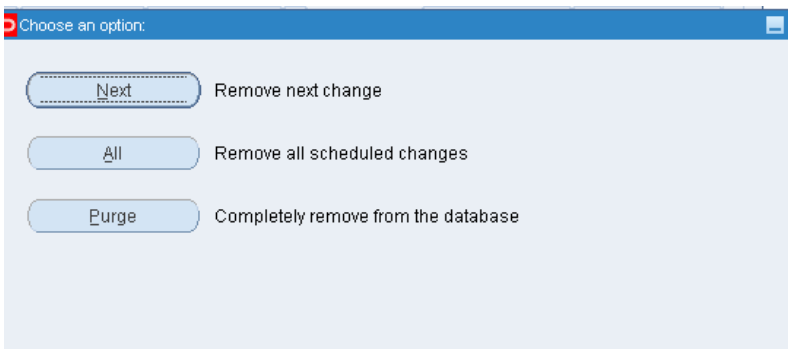 Choose an option:
Next Remove next change
All Remove all scheduled changes
Purge Completely remove from the database